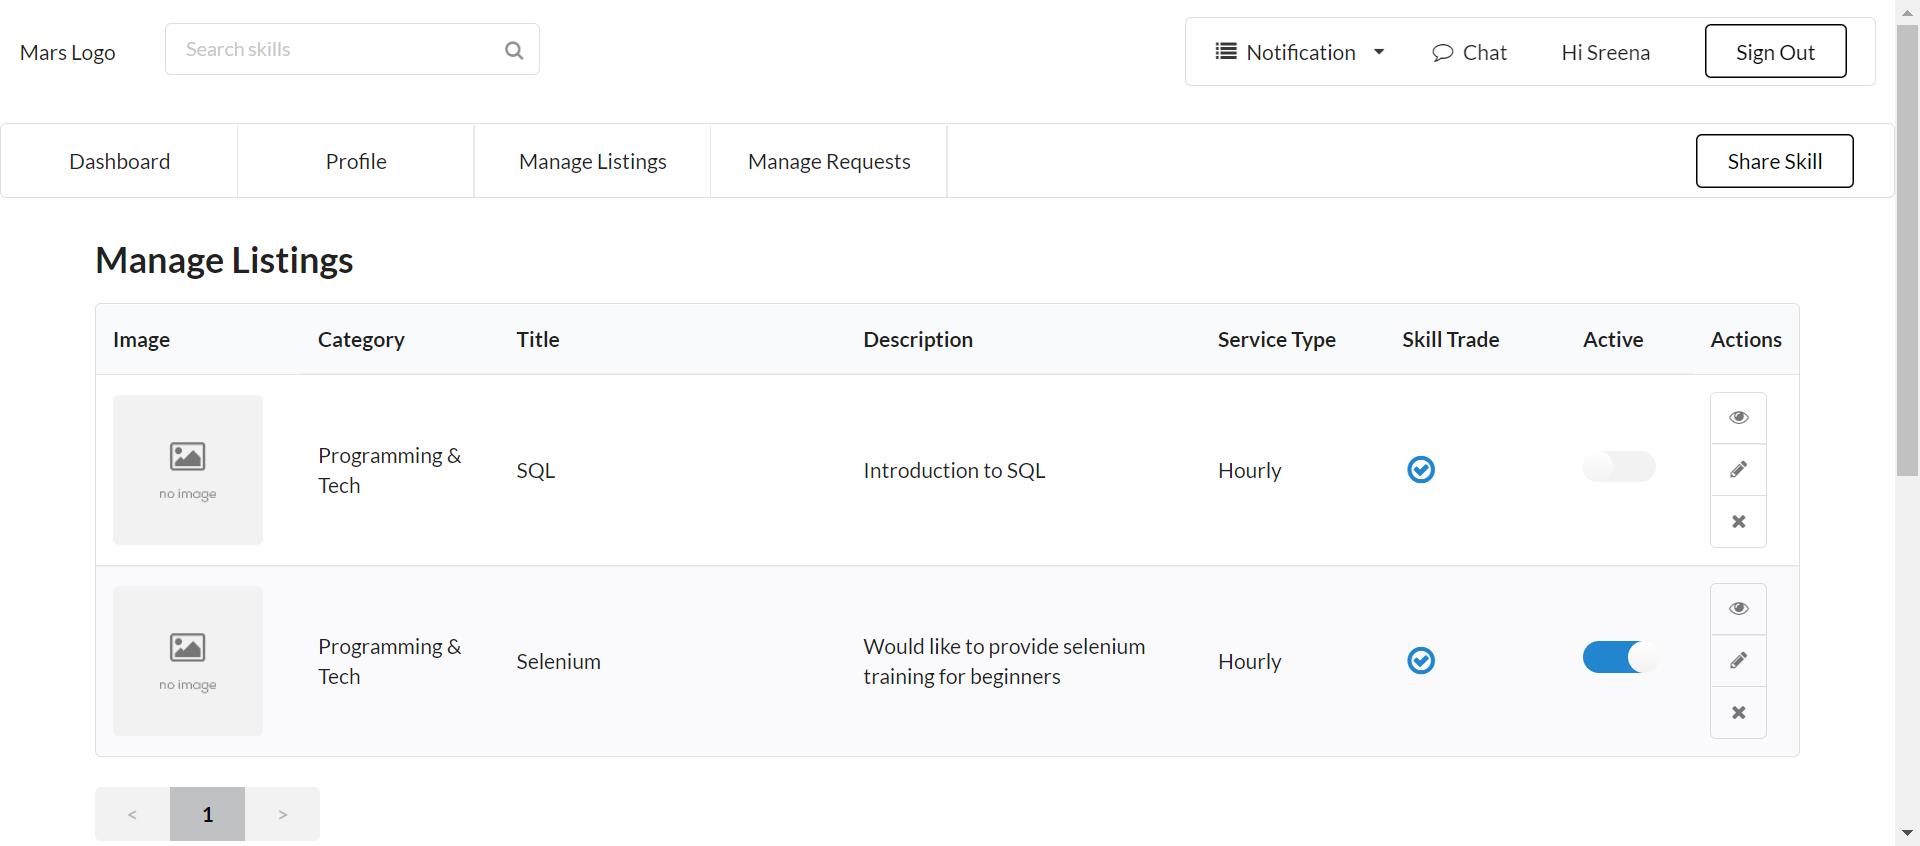 Mars Logo
Search skills
Notification
Chat
Hi Sreena
Sign Out
Dashboard
Profile
Manage Listings
Manage Requests
Share Skill
Manage Listings
Image
Category
Title
Description
Service Type
Skill Trade
Active
Actions
no image
Programming &
Tech
SQL
Introduction to SQL
Hourly
no image
Programming &
Tech
Selenium
Would like to provide selenium
training for beginners
Hourly
<
1
>